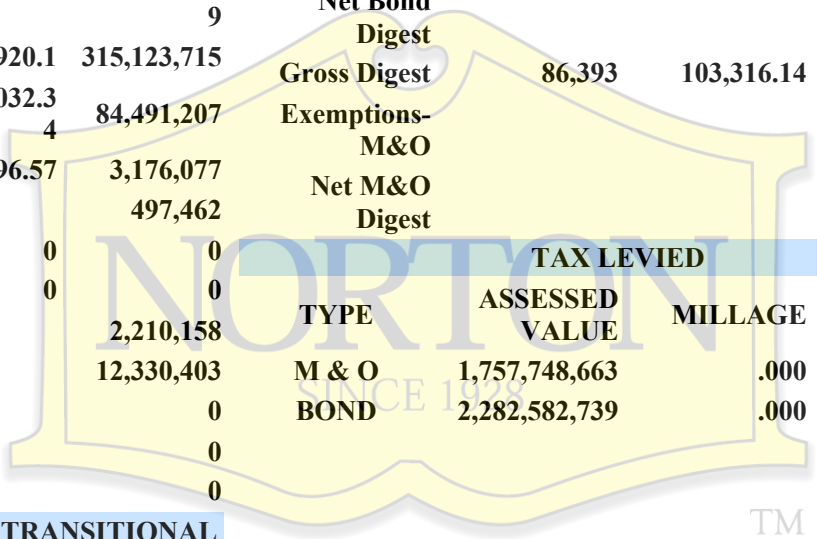 9
Net Bond
Digest
920.1 315,123,715
Gross Digest 86,393 103,316.14
032.3
4 84,491,207
Exemptions-
M&O
96.57 3,176,077
Net M&O
Digest
497,462
0 0
TAX LEVIED
0 0
TYPE ASSESSED
VALUE MILLAGE
2,210,158
12,330,403 M & O 1,757,748,663 .000
0 BOND 2,282,582,739 .000
0
0
TRANSITIONAL
NORTON
SINCE 1928
TM